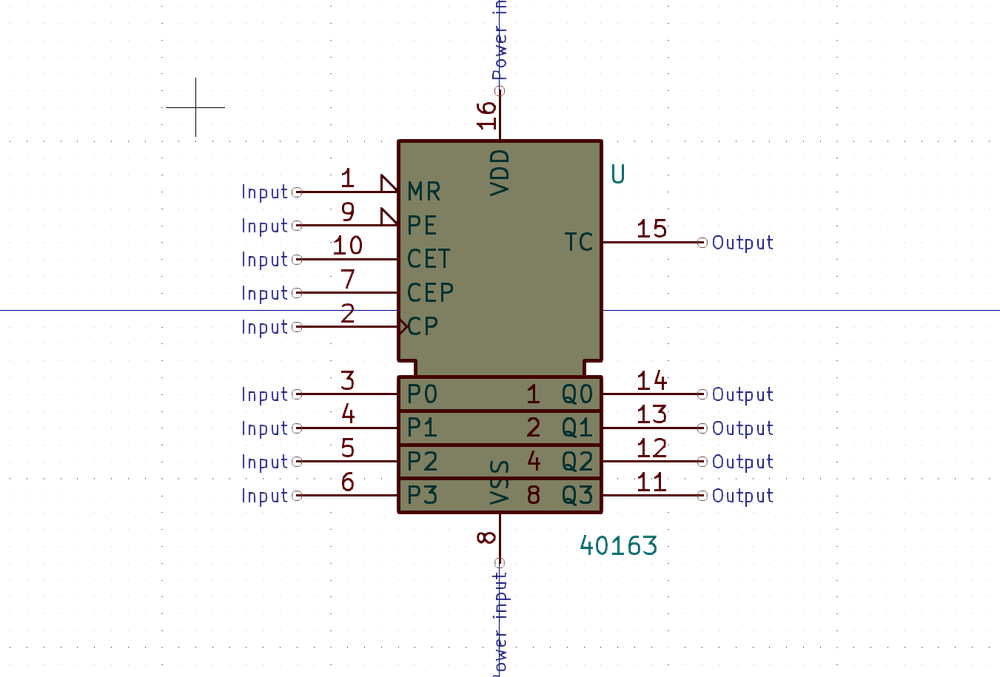 Power in
16
VDD
U
Input 1 MR
Input 9 PE
Input 10 CET
TC 15 Output
Input 7 CEP
Input 2 CP
Input 3 P0 1 Q0 14 Output
Input 4 P1 2 Q1 13 Output
Input 5 P2 4 Q2 12 Output
VSS
Input 6 P3 8 Q3 11 Output
8
40163
Power input